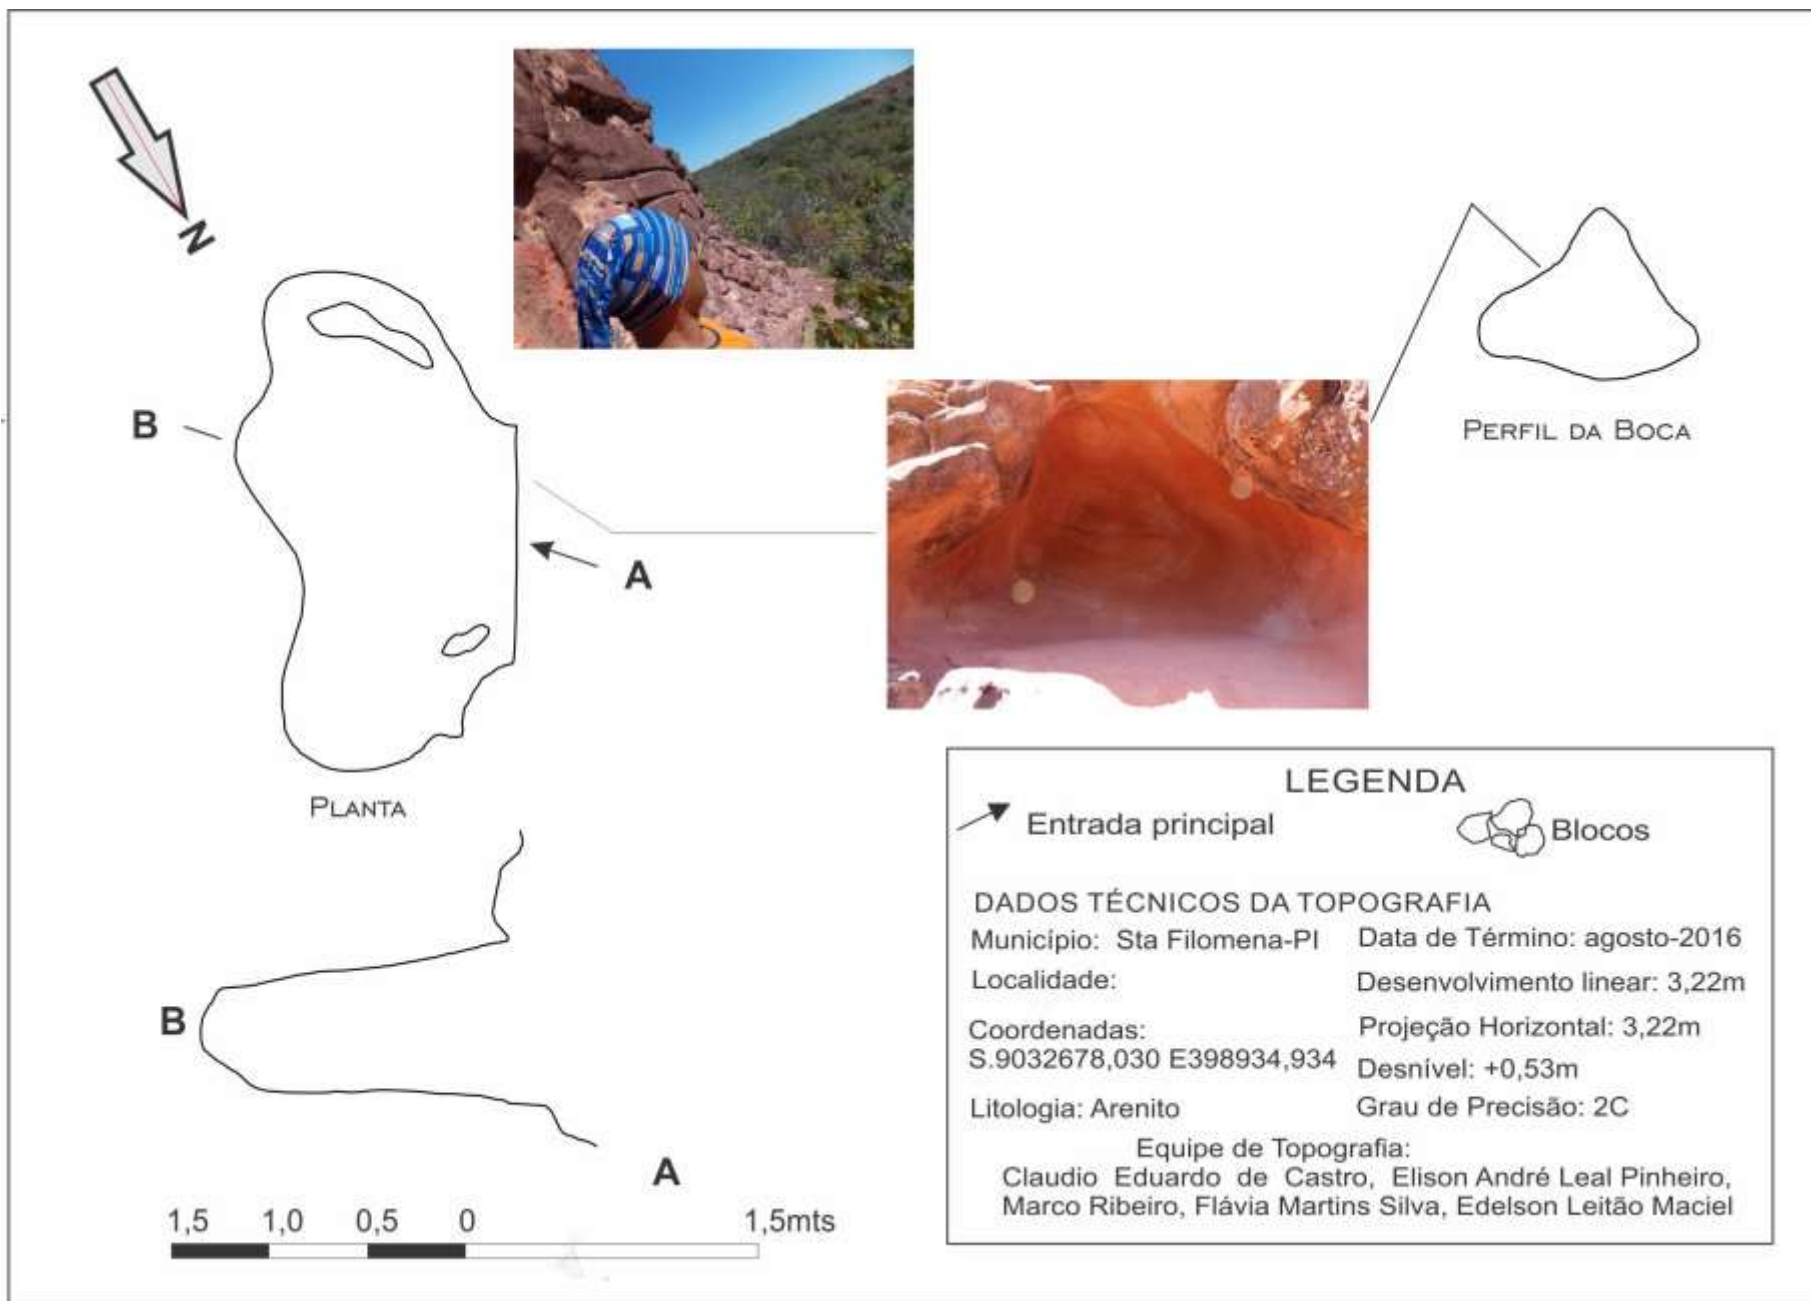 N
B
A
PERFIL DA BOCA
PLANTA
B
A
1,5 1,0 0,5 0 1,5mts
LEGENDA
Entrada principal
Blocos
DADOS TÉCNICOS DA TOPOGRAFIA
Município: Sta Filomena-PI
Data de Término: agosto-2016
Localidade:
Desenvolvimento linear: 3,22m
Coordenadas:
S.9032678,030 E398934,934
Projeção Horizontal: 3,22m
Desnível: +0,53m
Litologia: Arenito
Grau de Precisão: 2C
Equipe de Topografia:
Claudio Eduardo de Castro, Elison André Leal Pinheiro,
Marco Ribeiro, Flávia Martins Silva, Edelson Leitão Maciel